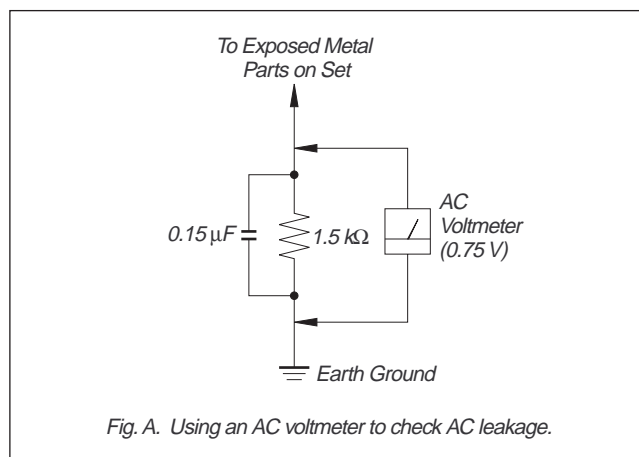 To Exposed Metal
Parts on Set
0.15 µF
1.5 kΩ
AC
Voltmeter
(0.75 V)
Earth Ground
Fig. A. Using an AC voltmeter to check AC leakage.